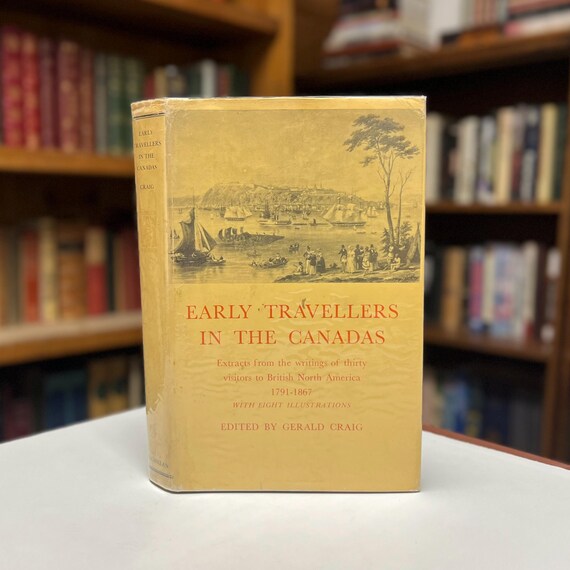 EARLY
TRAVELLERS
IN THE
CANADAS
CRAIG
EARLY TRAVELLERS
IN THE CANADAS
Extracts from the writings of thirty
visitors to British North America
1791-1867
WITH EIGHT ILLUSTRATIONS
EDITED BY GERALD CRAIG